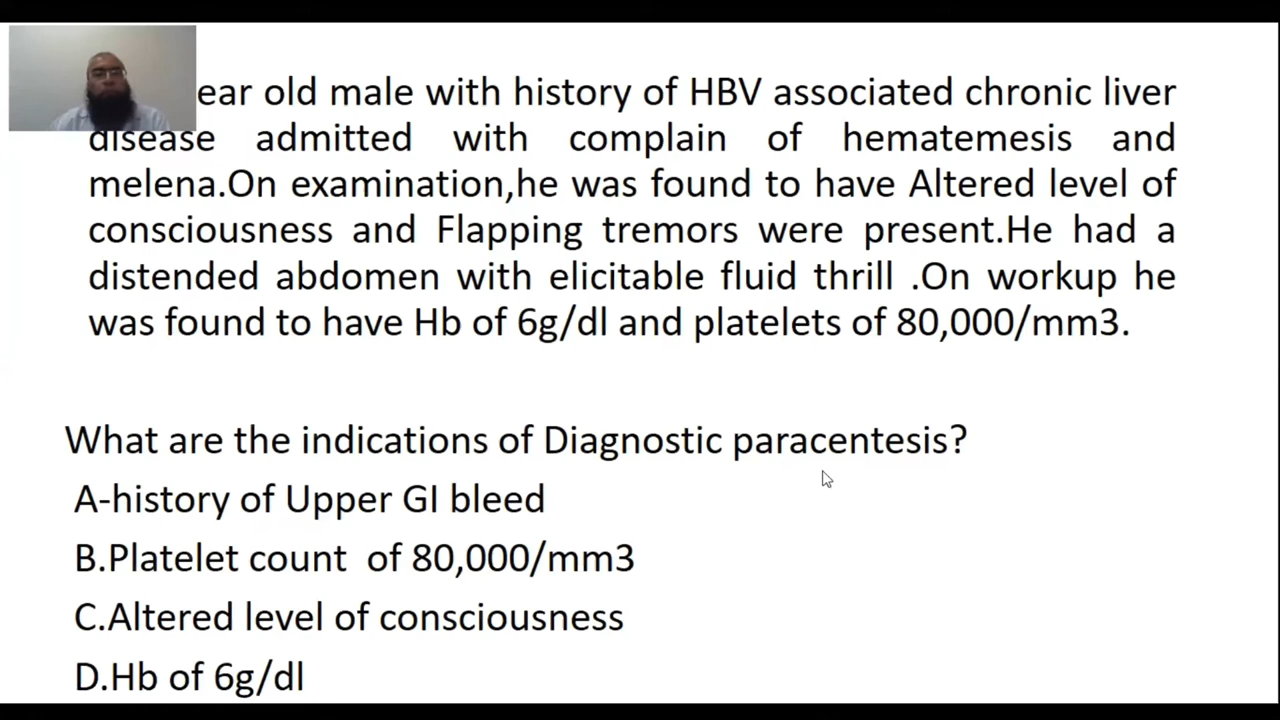 ear old male with history of HBV associated chronic liver
disease admitted with complain of hematemesis and
melena.On examination,he was found to have Altered level of
consciousness and Flapping tremors were present.He had a
distended abdomen with elicitable fluid thrill .On workup he
was found to have Hb of 6g/dl and platelets of 80,000/mm3.
What are the indications of Diagnostic paracentesis?
A-history of Upper GI bleed
B.Platelet count of 80,000/mm3
C.Altered level of consciousness
D.Hb of 6g/dl